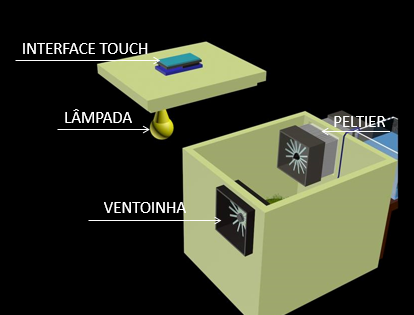 INTERFACE TOUCH
LÂMPADA
PELTIER
VENTOINHA